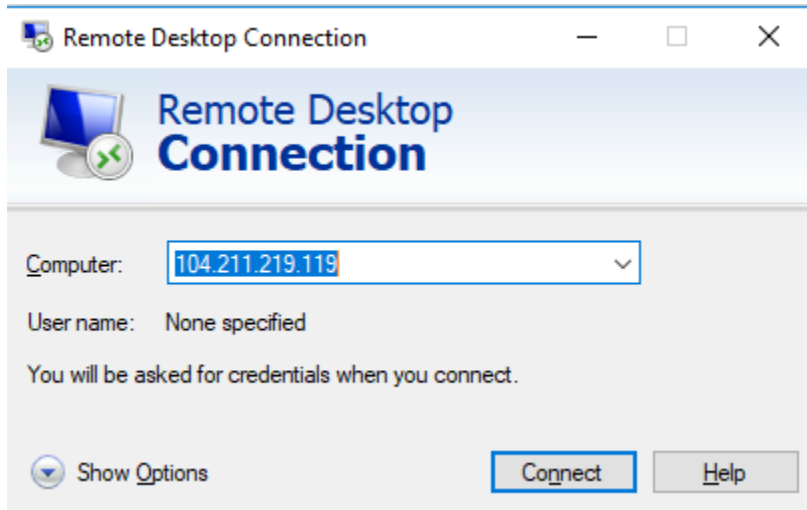 Remote Desktop Connection
Remote Desktop
Connection
Computer: 104.211.219.119
User name: None specified
You will be asked for credentials when you connect.
Show Options Connect Help